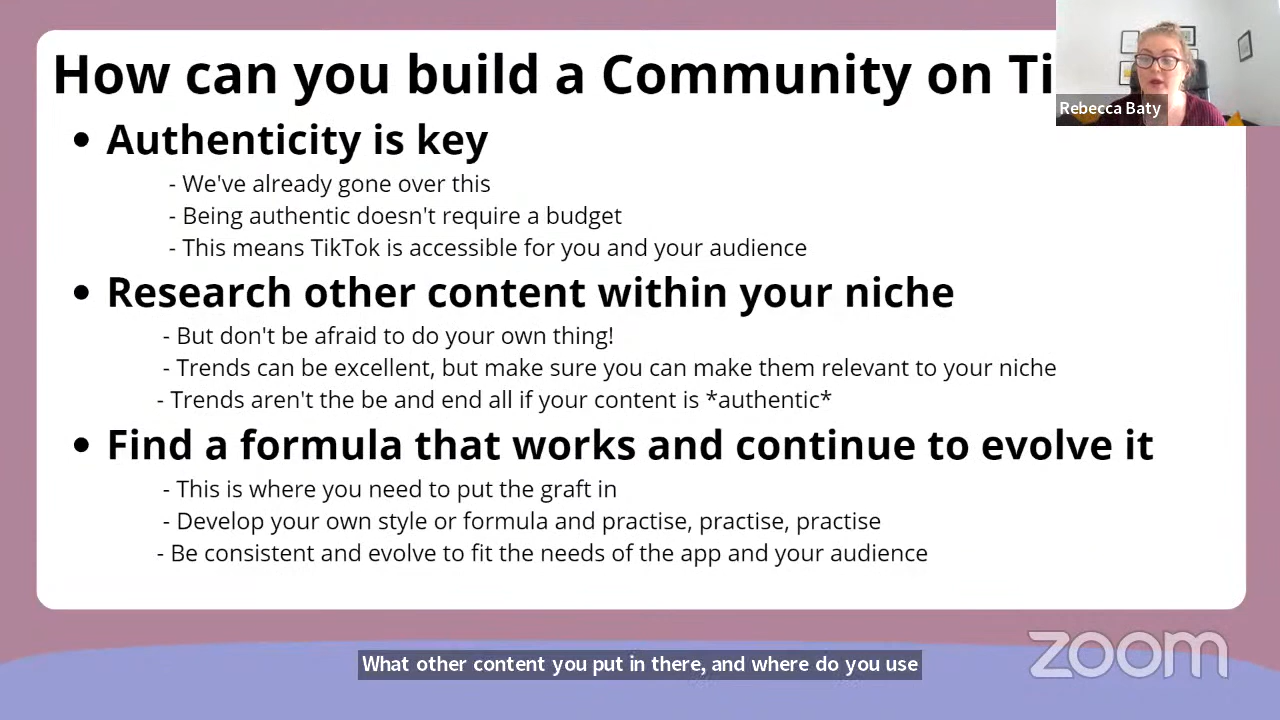 How can you build a Community on Ti
Rebecca Baty
• Authenticity is key
- We've already gone over this
- Being authentic doesn't require a budget
- This means TikTok is accessible for you and your audience
• Research other content within your niche
- But don't be afraid to do your own thing!
- Trends can be excellent, but make sure you can make them relevant to your niche
- Trends aren't the be and end all if your content is *authentic*
• Find a formula that works and continue to evolve it
- This is where you need to put the graft in
- Develop your own style or formula and practise, practise, practise
- Be consistent and evolve to fit the needs of the app and your audience
zoom
What other content you put in there, and where do you use